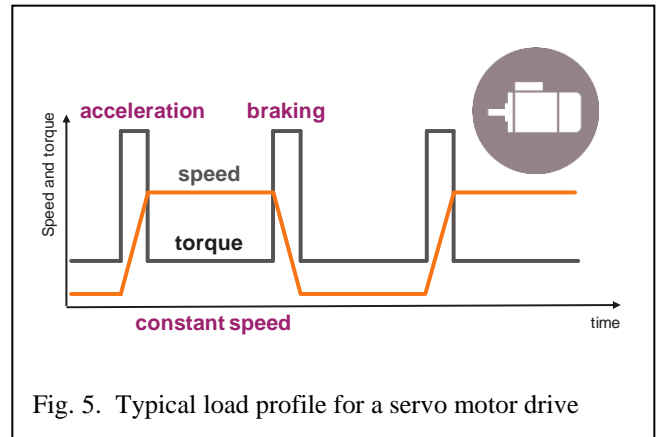 acceleration braking
Speed and torque
speed
torque
constant speed
time
Fig. 5. Typical load profile for a servo motor drive